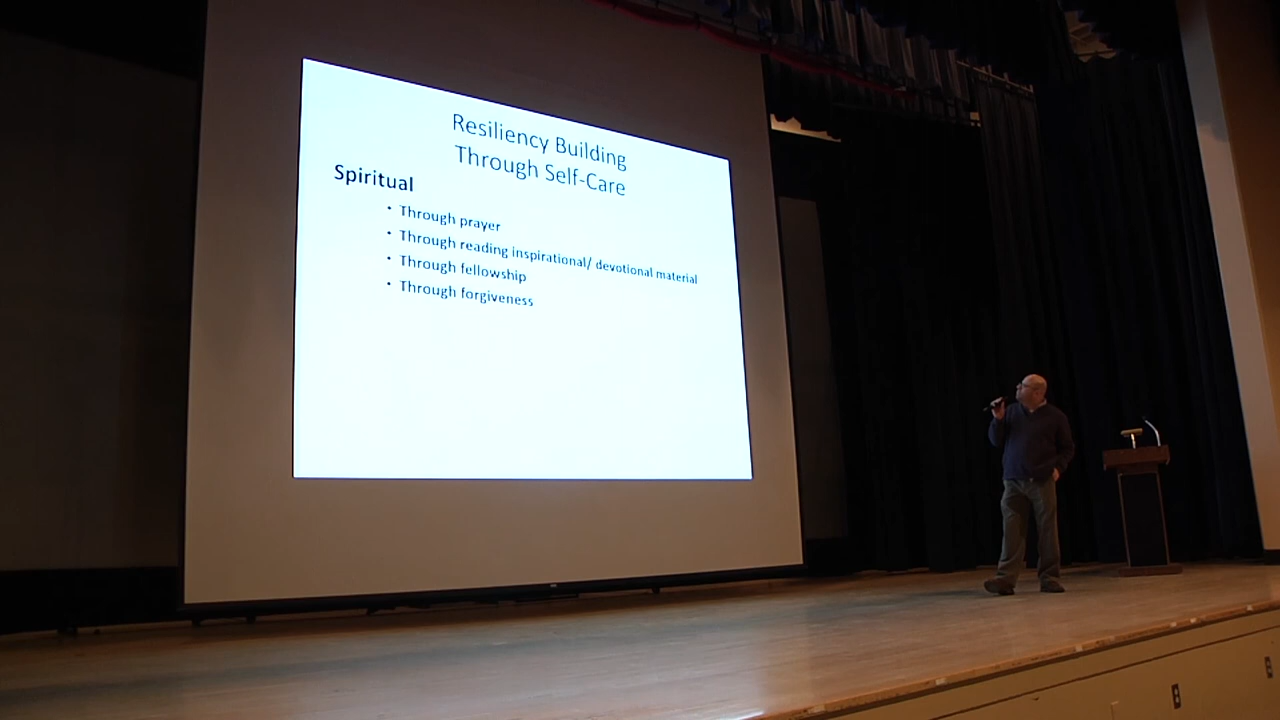 Resiliency Building
Through Self-Care
Spiritual
• Through prayer
• Through reading inspirational/ devotional material
• Through fellowship
• Through forgiveness